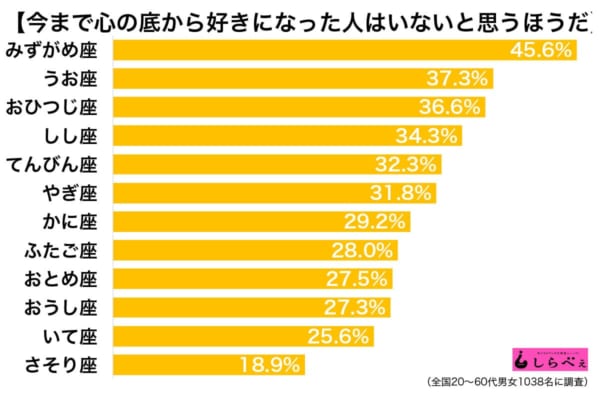 【今まで心の底から好きになった人はいないと思うほうだ】
みずがめ座 45.6%
うお座 37.3%
おひつじ座 36.6%
しし座 34.3%
てんびん座 32.3%
やぎ座 31.8%
かに座 29.2%
ふたご座 28.0%
おとめ座 27.5%
おうし座 27.3%
いて座 25.6%
さそり座 18.9%
しらべぇ
（全国20〜60代男女1038名に調査）